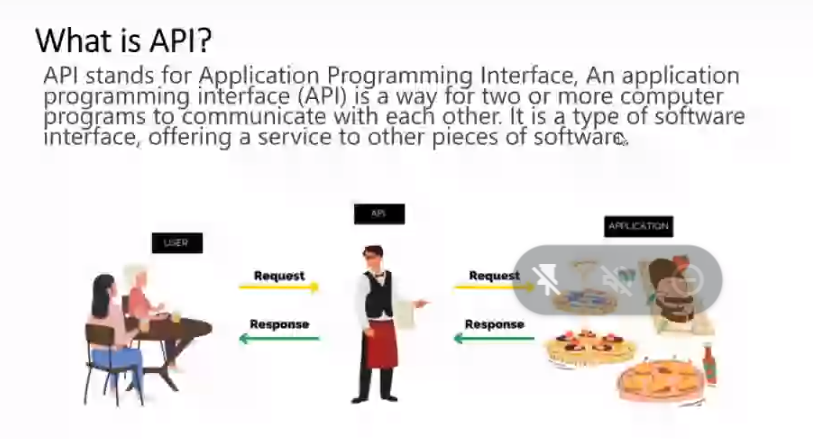 What is API?
API stands for Application Programming Interface, An application
programming interface (API) is a way for two or more computer
programs to communicate with each other. It is a type of software
interface, offering a service to other pieces of software.
API
USER
APPLICATION
Request
Request
Response
Response